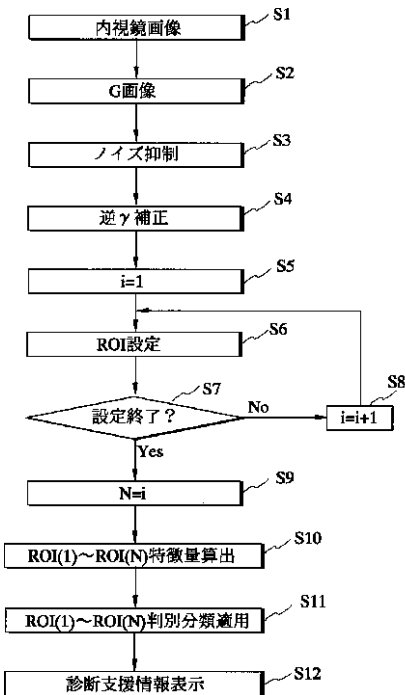 S1
内視鏡画像
S2
G画像
S3
ノイズ抑制
S4
逆γ補正
S5
i=1
S6
ROI設定
S7
設定終了？
No
S8
i=i+1
Yes
S9
N=i
S10
ROI(1)～ROI(N)特徴量算出
S11
ROI(1)～ROI(N)判別分類適用
S12
診断支援情報表示